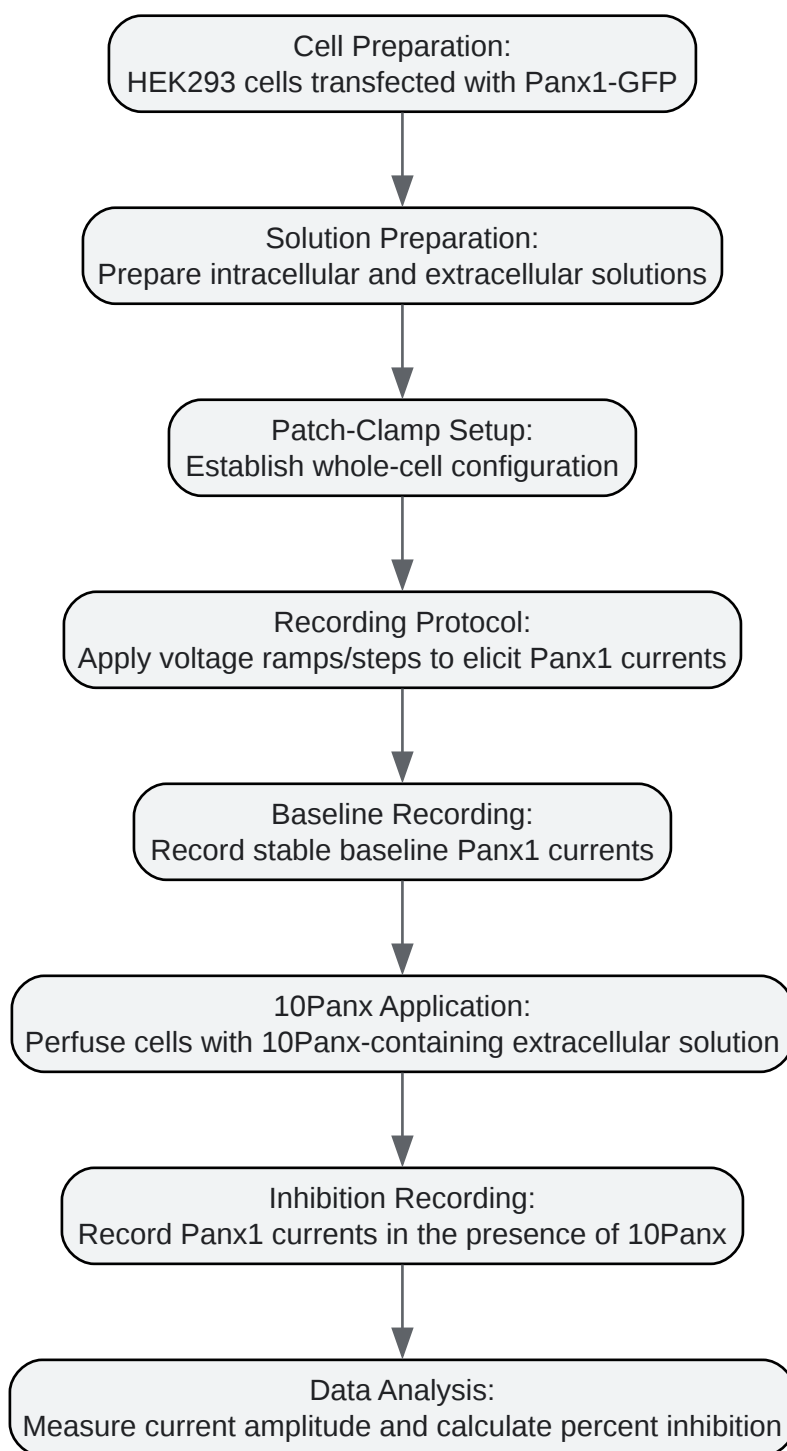 Cell Preparation:
HEK293 cells transfected with Panx1-GFP
Solution Preparation:
Prepare intracellular and extracellular solutions
Patch-Clamp Setup:
Establish whole-cell configuration
Recording Protocol:
Apply voltage ramps/steps to elicit Panx1 currents
Baseline Recording:
Record stable baseline Panx1 currents
10Panx Application:
Perfuse cells with 10Panx-containing extracellular solution
Inhibition Recording:
Record Panx1 currents in the presence of 10Panx
Data Analysis:
Measure current amplitude and calculate percent inhibition